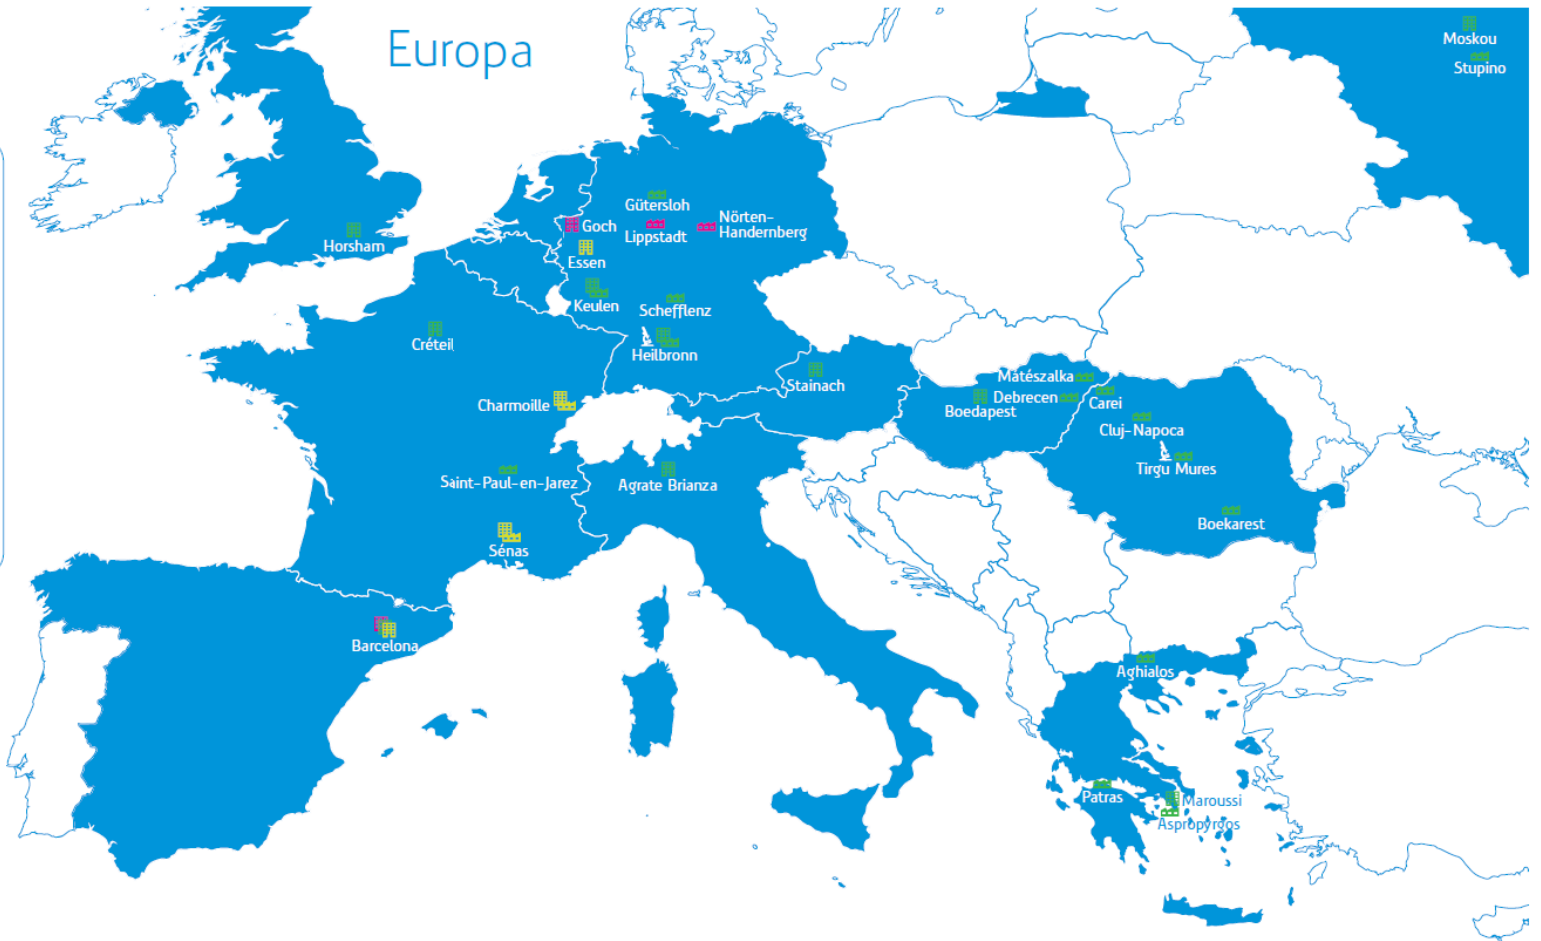 Europa
Moskou
Stupino
Gütersloh
Goch
Lippstadt
Nörten-
Handernberg
Horsham
Essen
Keulen
Schefflenz
Créteil
Heilbronn
Stainach
Mátészalka
Debrecen
Carei
Boedapest
Charmoille
Cluj-Napoca
Tirgu Mures
Saint-Paul-en-Jarez
Agrate Brianza
Boekarest
Sénas
Barcelona
Aghialos
Patras
Maroussi
Aspropyrgos